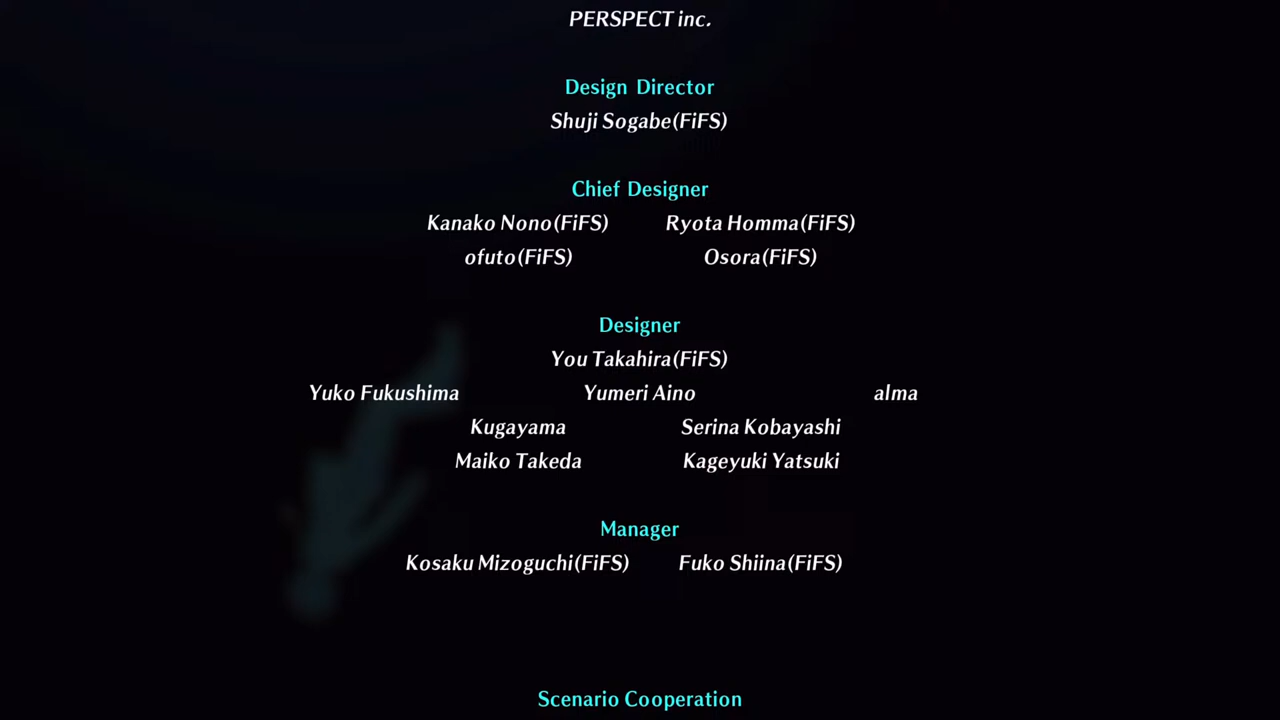 PERSPECT inc.
Design Director
Shuji Sogabe(FiFS)
Chief Designer
Kanako Nono(FiFS) Ryota Homma(FiFS)
ofuto(FiFS) Osora(FiFS)
Designer
You Takahira(FiFS)
Yuko Fukushima Yumeri Aino alma
Kugayama Serina Kobayashi
Maiko Takeda Kageyuki Yatsuki
Manager
Kosaku Mizoguchi(FiFS) Fuko Shiina(FiFS)
Scenario Cooperation